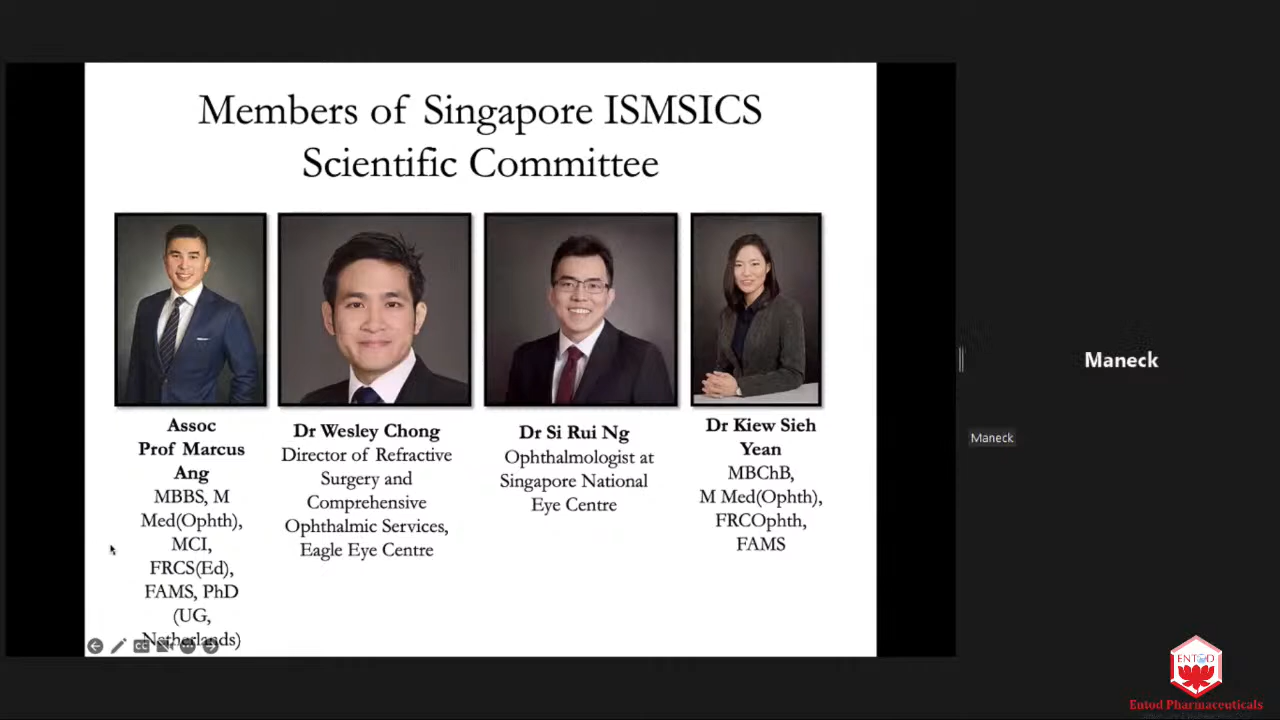 Members of Singapore ISMSICS
Scientific Committee
Assoc
Prof Marcus
Ang
MBBS, M
Med(Ophth),
MCI,
FRCS(Ed),
FAMS, PhD
(UG,
Netherlands)
Dr Wesley Chong
Director of Refractive
Surgery and
Comprehensive
Ophthalmic Services,
Eagle Eye Centre
Dr Si Rui Ng
Ophthalmologist at
Singapore National
Eye Centre
Dr Kiew Sieh
Yean
MBChB,
M Med(Ophth),
FRCOphth,
FAMS
CC
Maneck
Maneck
ENTOD
Entod Pharmaceuticals